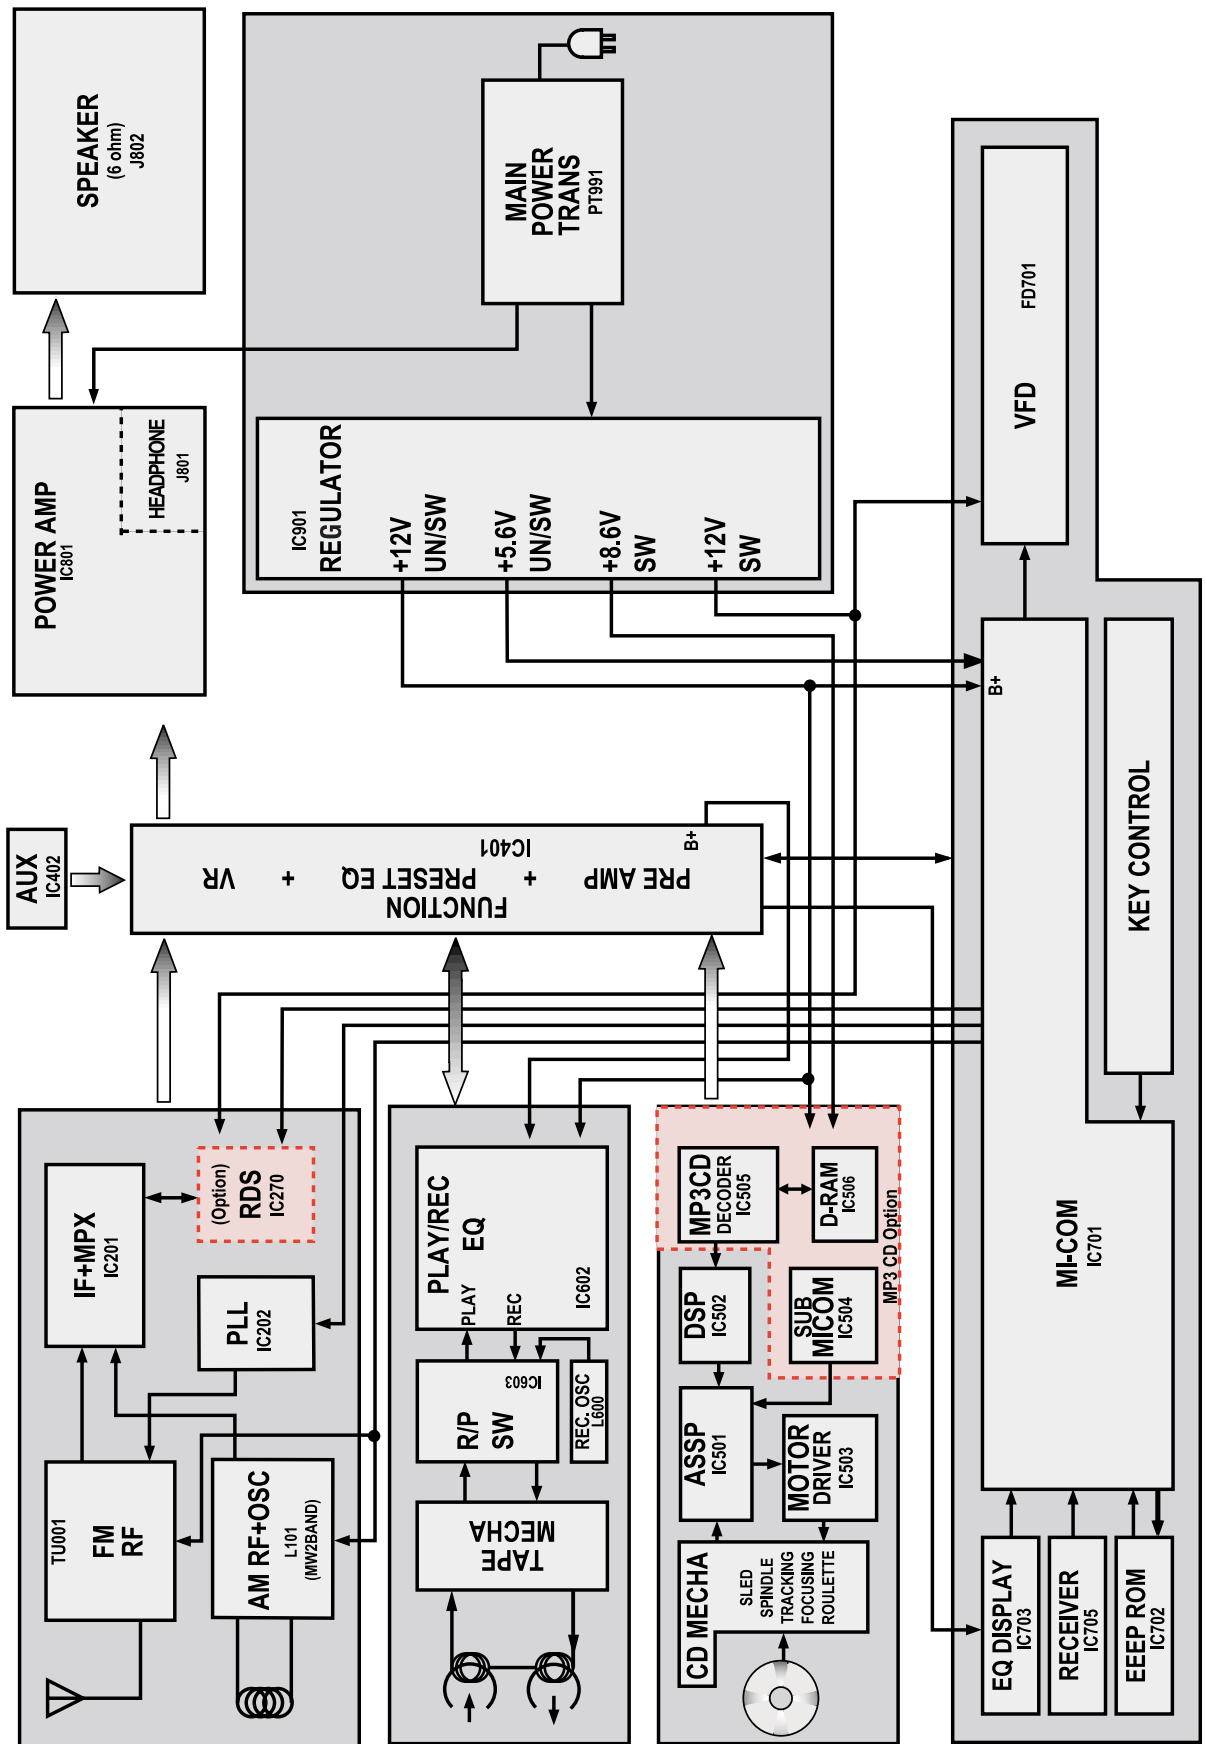 SPEAKER
(6 ohm)
J802
POWER AMP
IC801
HEADPHONE
J801
MAIN
POWER
TRANS
PT991
IC901
REGULATOR
+12V
UN/SW
+5.6V
UN/SW
+8.6V
SW
+12V
SW
AUX
IC402
FUNCTION
PRE AMP + PRESET EQ + VR
IC401
B+
VFD
FD701
B+
KEY CONTROL
MI-COM
IC701
IF+MPX
IC201
(Option)
RDS
IC270
PLL
IC202
TU001
FM
RF
AM RF+OSC
L101
(MW2BAND)
PLAY/REC
EQ
IC602
PLAY
REC
R/P
SW
IC603
REC. OSC
L600
TAPE
MECHA
MP3CD
DECODER
IC505
D-RAM
IC506
MP3 CD Option
DSP
IC502
SUB
MICOM
IC504
ASSP
IC501
MOTOR
DRIVER
IC503
CD MECHA
SLED
SPINDLE
TRACKING
FOCUSING
ROULETTE
EQ DISPLAY
IC703
RECEIVER
IC705
EEEP ROM
IC702